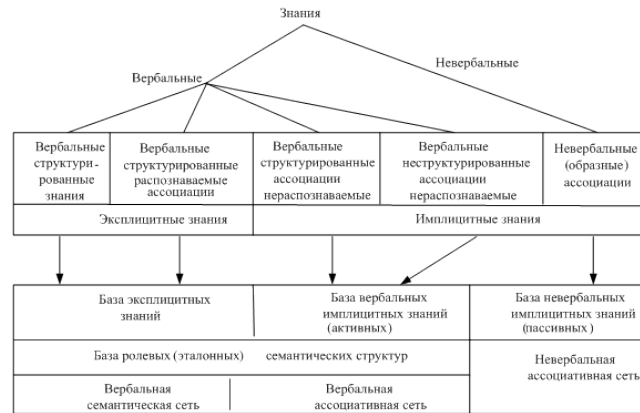 Знания
Невербальные
Вербальные
Вербальные
структури-
рованные
знания
Вербальные
структурированные
распознаваемые
ассоциации
Вербальные
структурированные
ассоциации
нераспознаваемые
Вербальные
неструктурированные
ассоциации
нераспознаваемые
Невербальные
(образные)
ассоциации
Эксплицитные знания
Имплицитные знания
База эксплицитных
знаний
База вербальных
имплицитных знаний
(активных)
База невербальных
имплицитных знаний
(пассивных)
База ролевых (эталонных) семантических структур
Невербальная
ассоциативная сеть
Вербальная
семантическая сеть
Вербальная
ассоциативная сеть